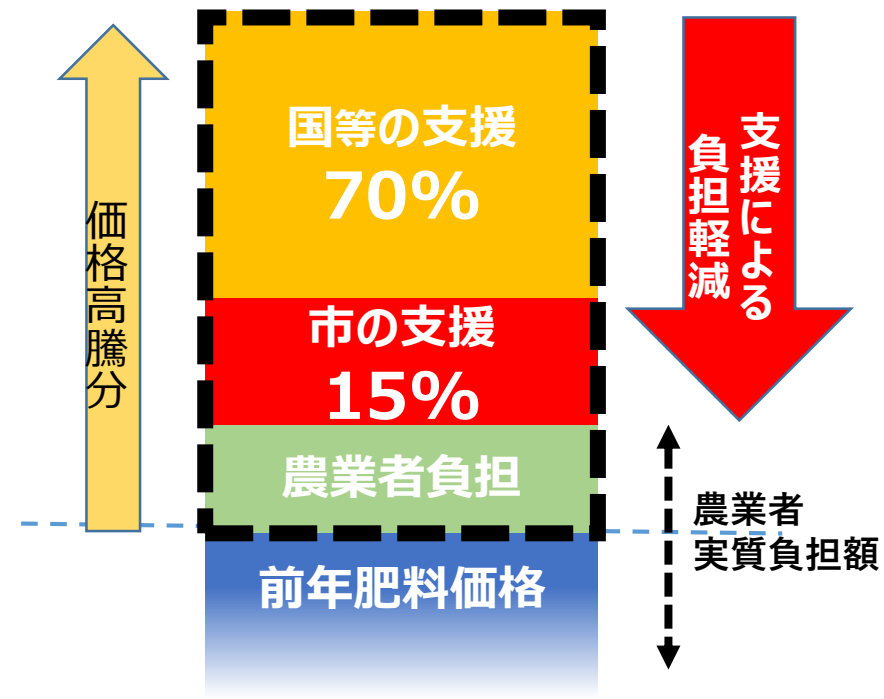 価格高騰分
国等の支援
70%
市の支援
15%
農業者負担
前年肥料価格
支援による
負担軽減
農業者
実質負担額